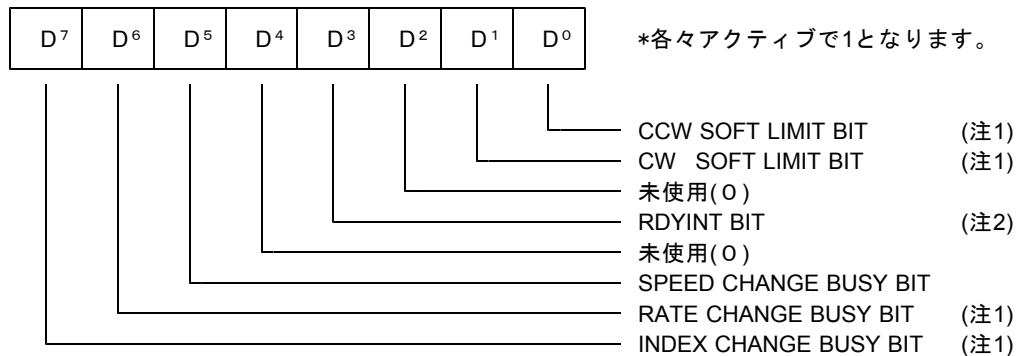 D⁷ D⁶ D⁵ D⁴ D³ D² D¹ D⁰ *各々アクティブで1となります。
CCW SOFT LIMIT BIT (注1)
CW SOFT LIMIT BIT (注1)
未使用(０)
RDYINT BIT (注2)
未使用(０)
SPEED CHANGE BUSY BIT
RATE CHANGE BUSY BIT (注1)
INDEX CHANGE BUSY BIT (注1)